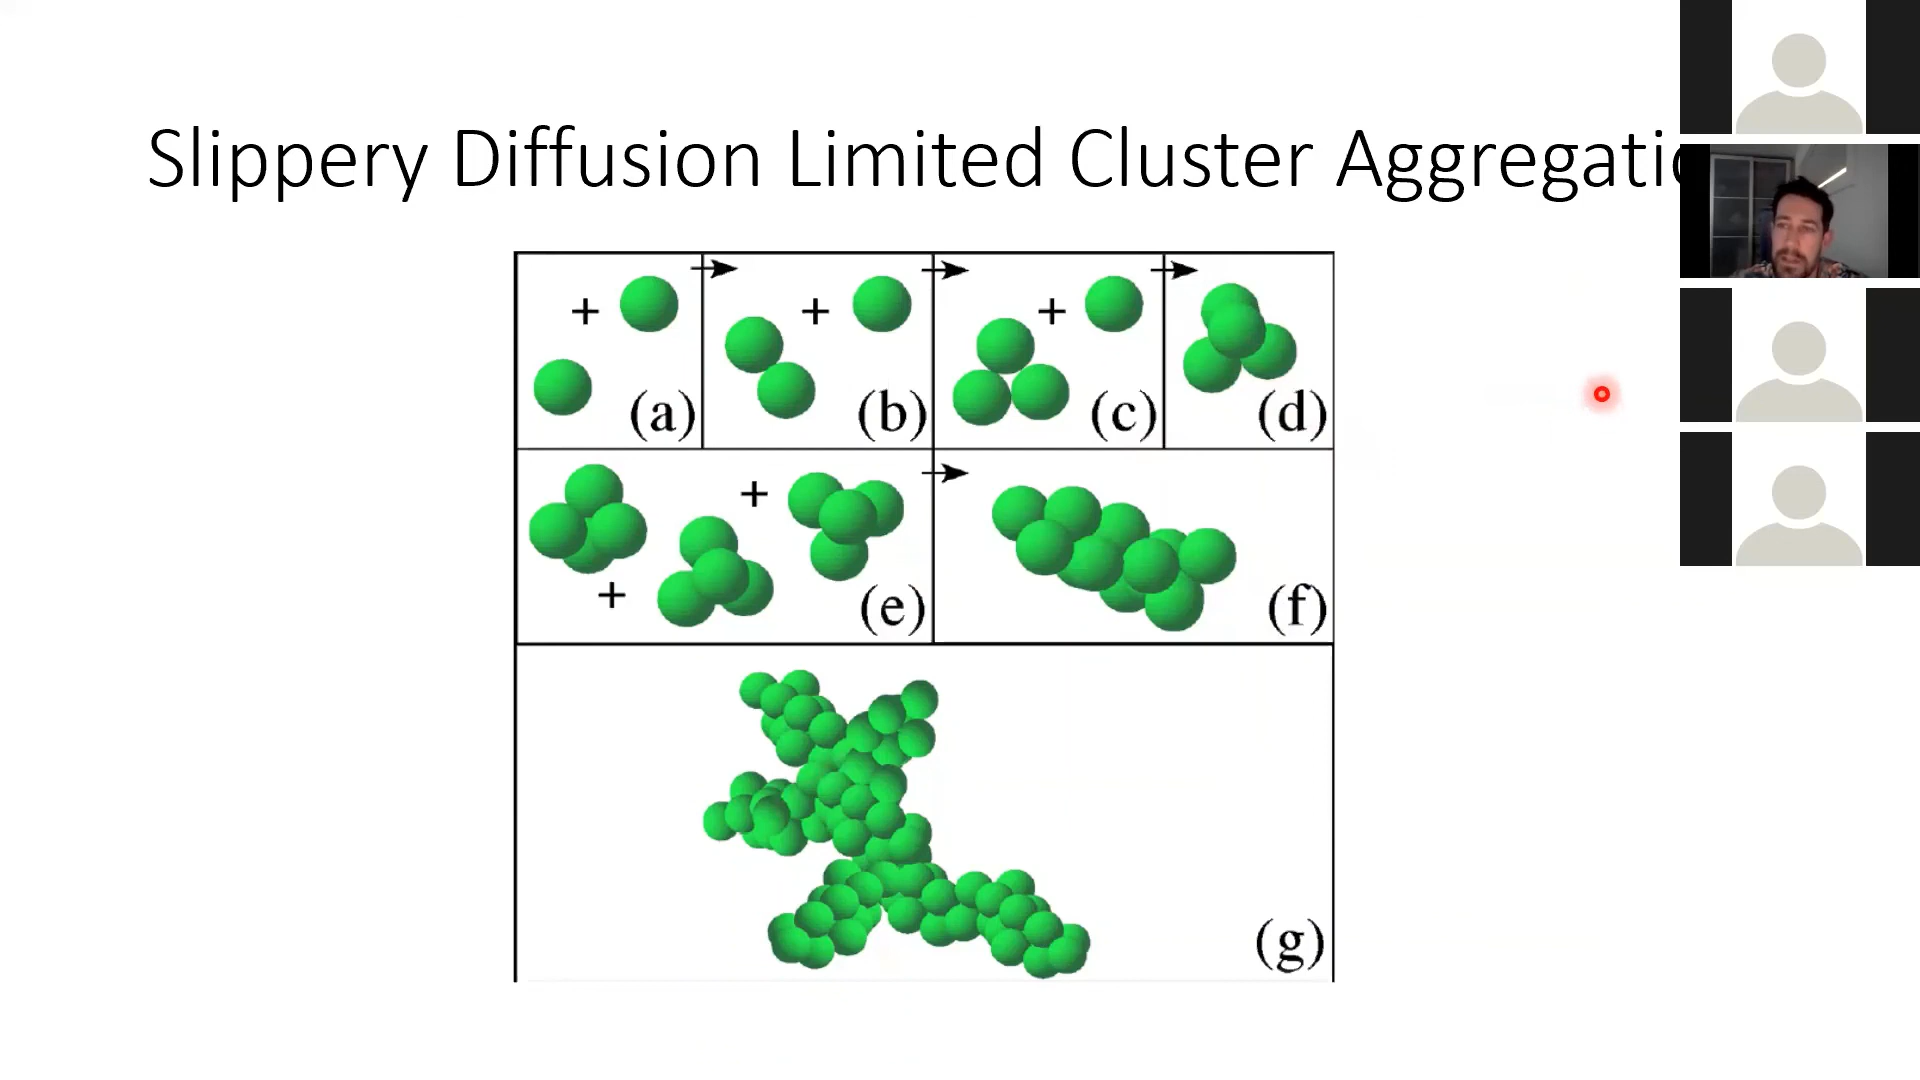 Slippery Diffusion Limited Cluster Aggregatio
+ + +
(a) (b) (c) (d)
+
+
(e) (f)
(g)